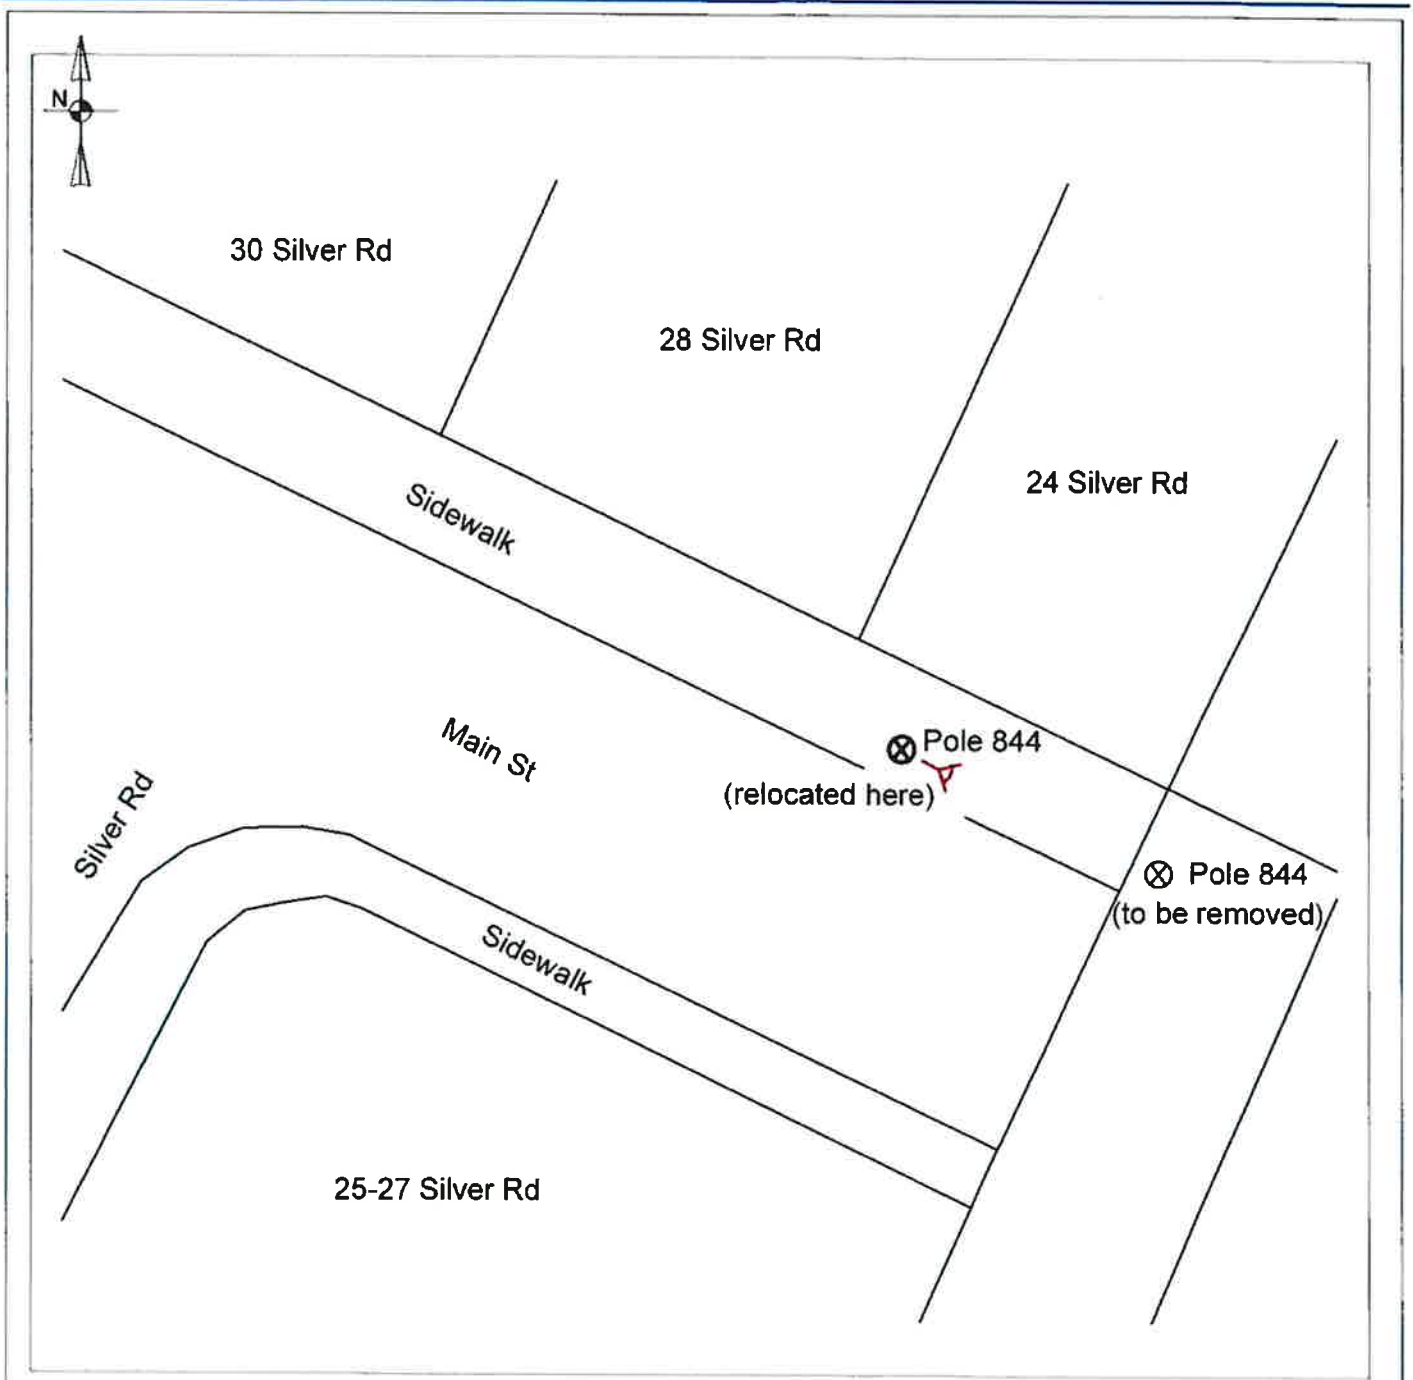 N
30 Silver Rd
28 Silver Rd
24 Silver Rd
Sidewalk
Main St
Pole 844
(relocated here)
Silver Rd
Pole 844
(to be removed)
Sidewalk
25-27 Silver Rd